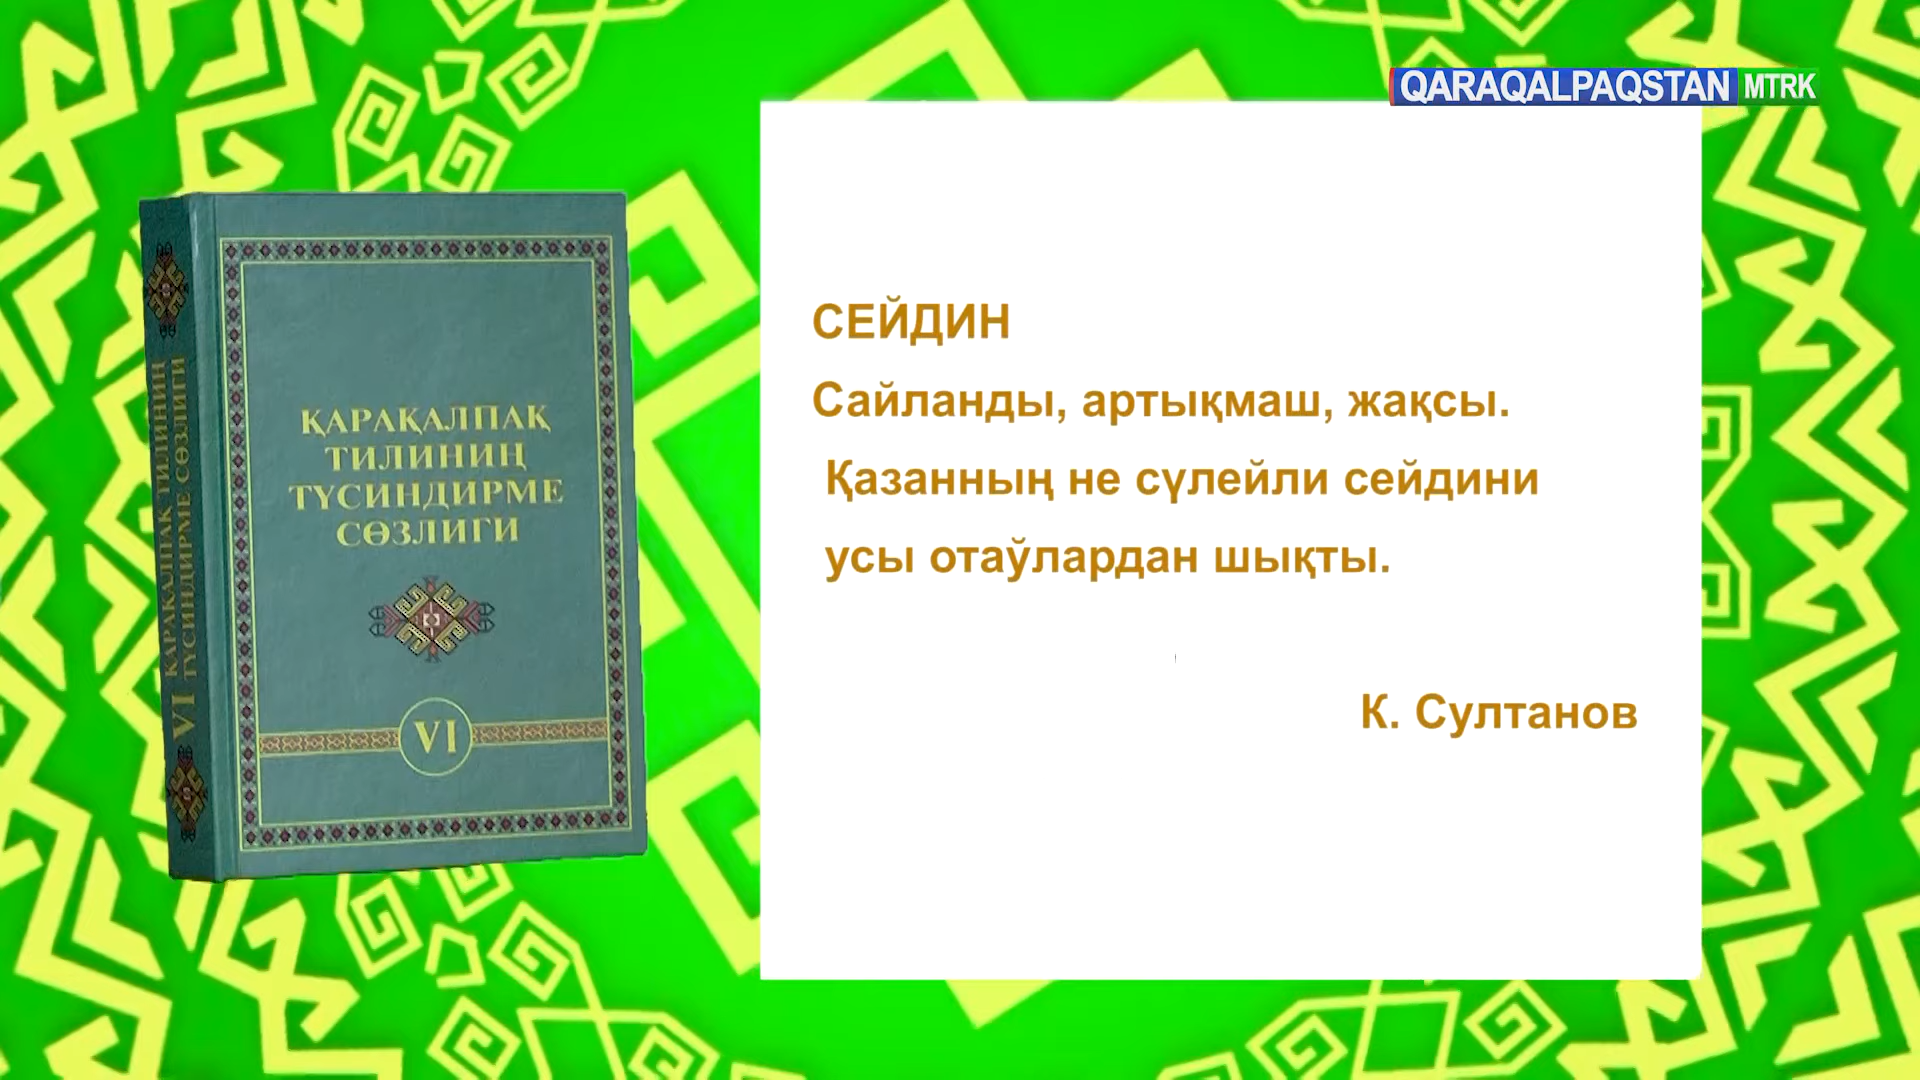 QARAQALPAQSTAN MTRK
ҚАРАҚАЛПАҚ
ТИЛИНИҢ
ТҮСИНДИРМЕ
СӨЗЛИГИ
VI
ҚАРАҚАЛПАҚ ТИЛИНИҢ
ТҮСИНДИРМЕ СӨЗЛИГИ
VI
СЕЙДИН
Сайланды, артықмаш, жақсы.
Қазанның не сүлейли сейдини
усы отаўлардан шықты.
К. Султанов